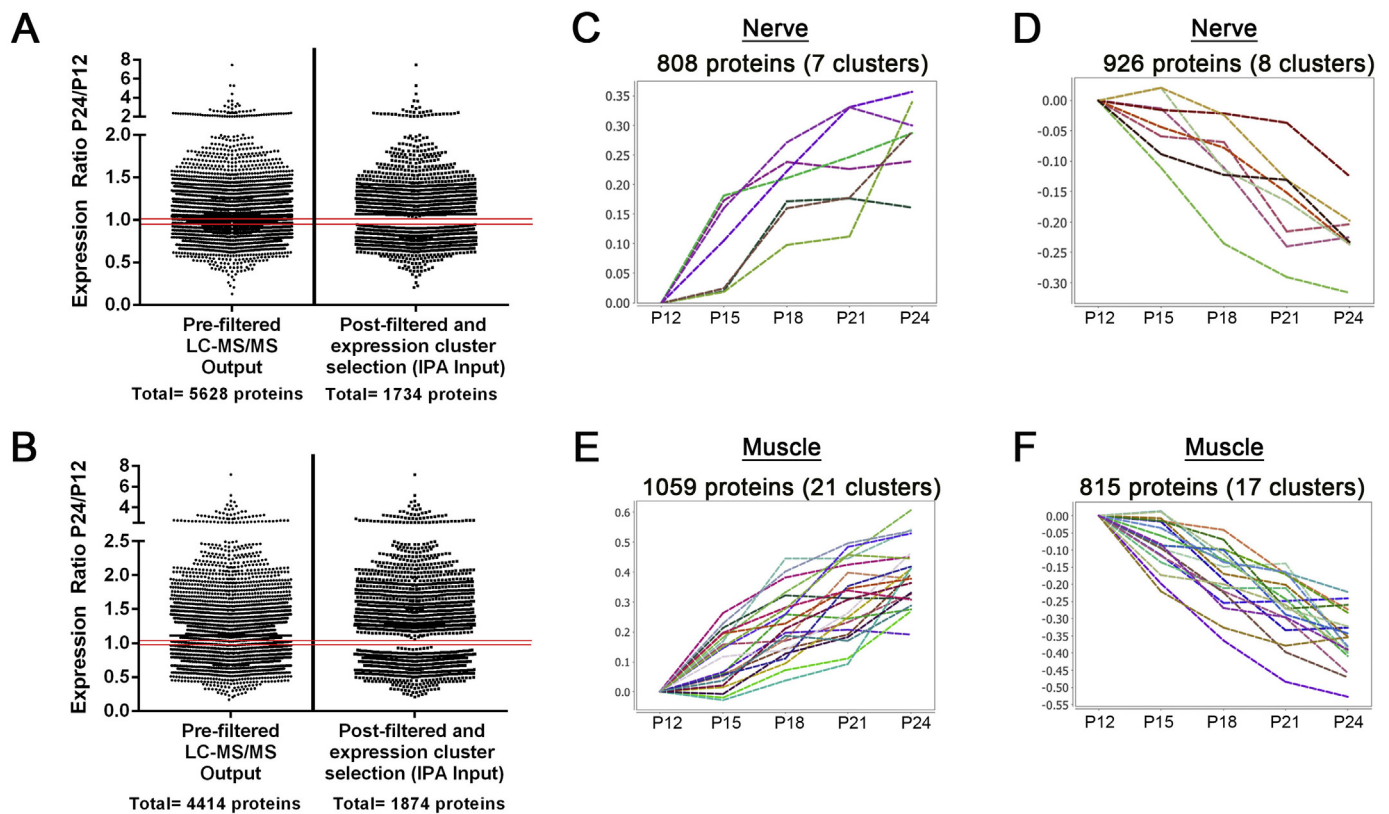 A
Expression Ratio P24/P12
8
6
4
2
2.0
1.5
1.0
0.5
0.0
Pre-filtered
LC-MS/MS
Output
Total= 5628 proteins
Post-filtered and
expression cluster
selection (IPA Input)
Total= 1734 proteins
B
Expression Ratio P24/P12
8
6
4
2.5
2.0
1.5
1.0
0.5
0.0
Pre-filtered
LC-MS/MS
Output
Total= 4414 proteins
Post-filtered and
expression cluster
selection (IPA Input)
Total= 1874 proteins
C
Nerve
808 proteins (7 clusters)
0.35
0.30
0.25
0.20
0.15
0.10
0.05
0.00
P12 P15 P18 P21 P24
D
Nerve
926 proteins (8 clusters)
0.00
-0.05
-0.10
-0.15
-0.20
-0.25
-0.30
P12 P15 P18 P21 P24
E
Muscle
1059 proteins (21 clusters)
0.6
0.5
0.4
0.3
0.2
0.1
0.0
P12 P15 P18 P21 P24
F
Muscle
815 proteins (17 clusters)
0.00
-0.05
-0.10
-0.15
-0.20
-0.25
-0.30
-0.35
-0.40
-0.45
-0.50
-0.55
P12 P15 P18 P21 P24